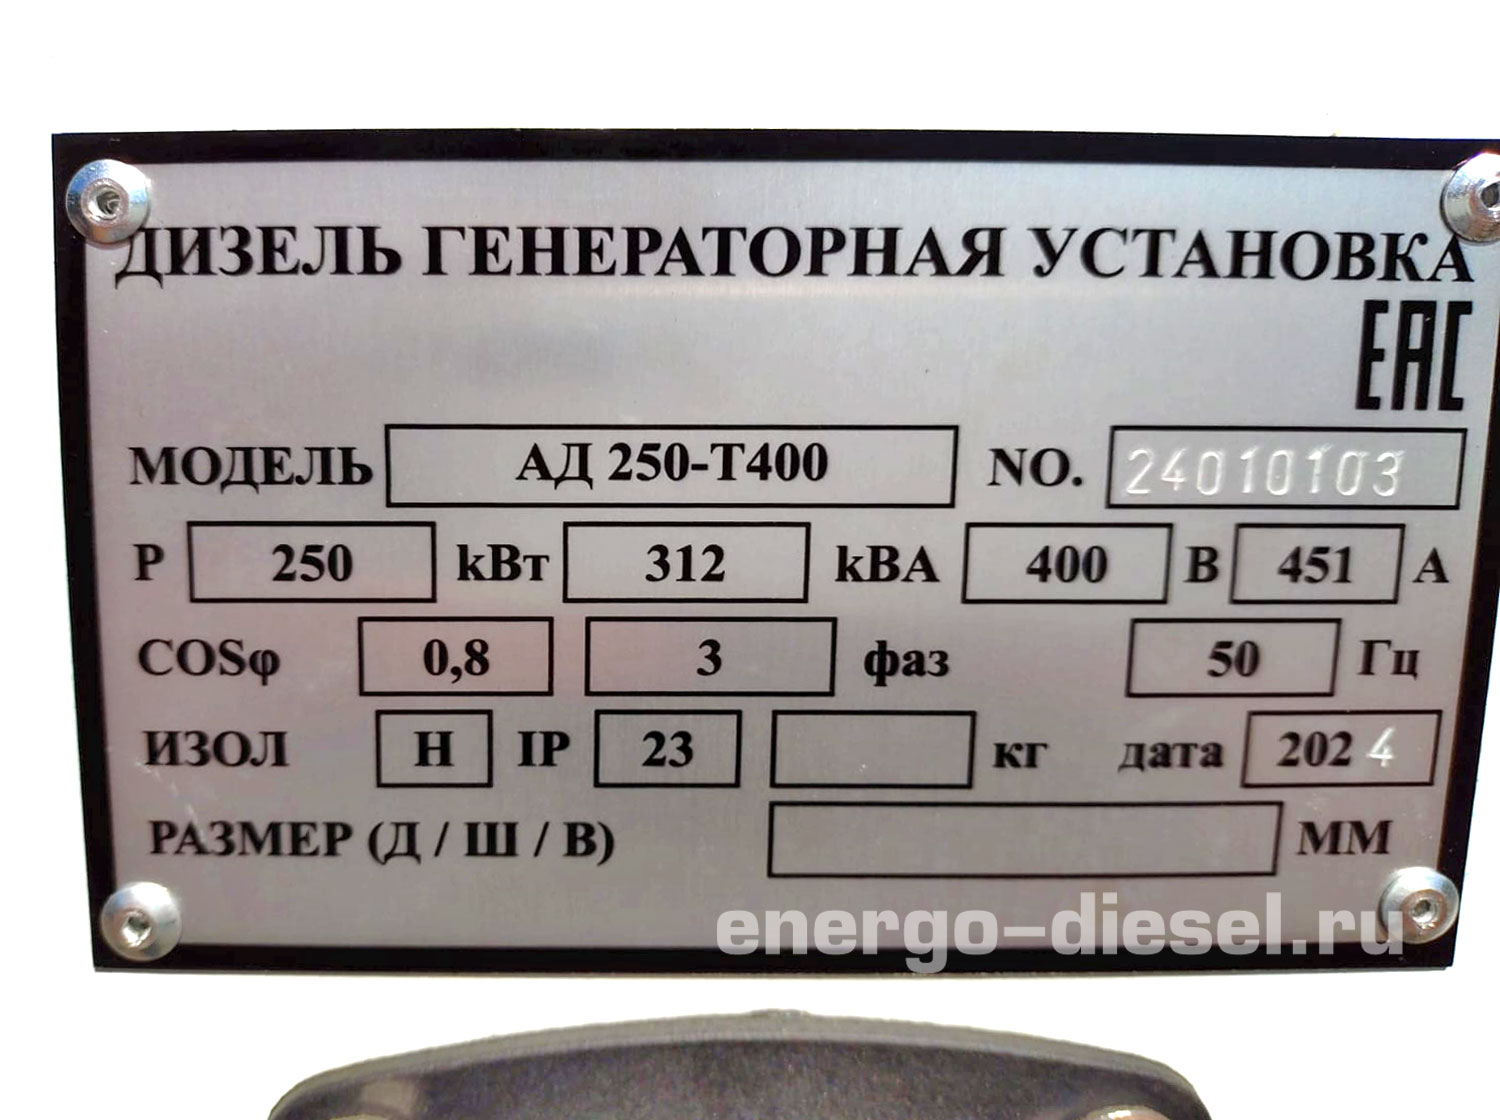 ДИЗЕЛЬ ГЕНЕРАТОРНАЯ УСТАНОВКА
EAC
МОДЕЛЬ АД 250-Т400 NO. 24010103
Р 250 kВт 312 kВА 400 В 451 А
COSφ 0,8 3 фаз 50 Гц
ИЗОЛ Н IP 23 кг дата 2024
РАЗМЕР (Д / Ш / В) ММ
energo-diesel.ru